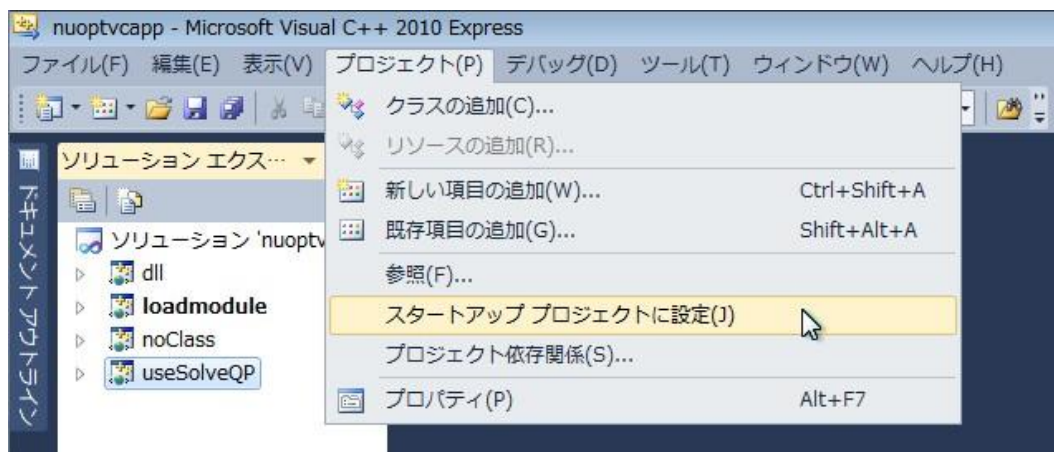 nuoptvcapp - Microsoft Visual C++ 2010 Express
ファイル(F) 編集(E) 表示(V) プロジェクト(P) デバッグ(D) ツール(T) ウィンドウ(W) ヘルプ(H)
クラスの追加(C)...
リソースの追加(R)...
新しい項目の追加(W)... Ctrl+Shift+A
既存項目の追加(G)... Shift+Alt+A
参照(F)...
スタートアップ プロジェクトに設定(J)
プロジェクト依存関係(S)...
プロパティ(P) Alt+F7
ソリューション エクス…
ソリューション 'nuoptv
dll
loadmodule
noClass
useSolveQP
ドキュメント アウトライン